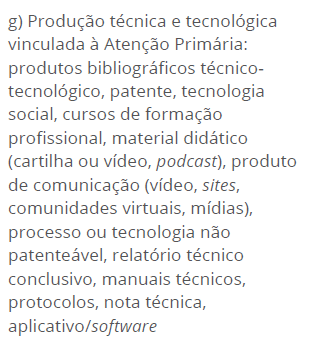 g) Produção técnica e tecnológica
vinculada à Atenção Primária:
produtos bibliográficos técnico-
tecnológico, patente, tecnologia
social, cursos de formação
profissional, material didático
(cartilha ou vídeo, podcast), produto
de comunicação (vídeo, sites,
comunidades virtuais, mídias),
processo ou tecnologia não
patenteável, relatório técnico
conclusivo, manuais técnicos,
protocolos, nota técnica,
aplicativo/software